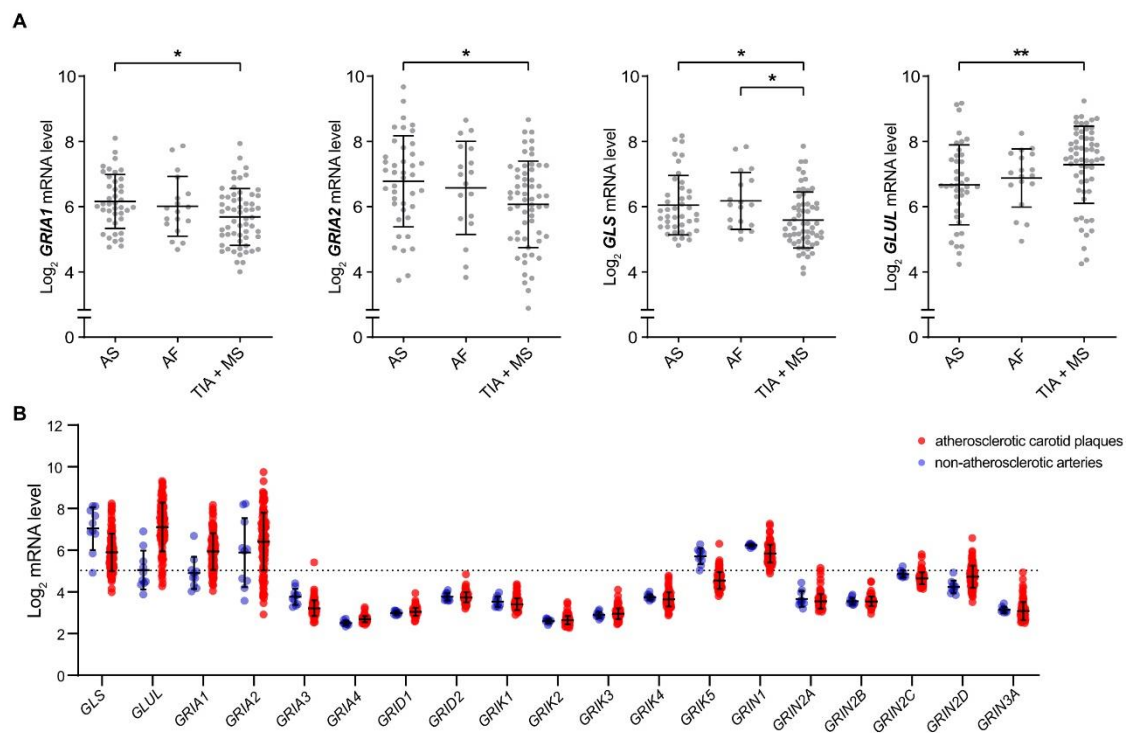 A
* * * * **
10 10 10 10
8 8 8 8
6 6 6 6
4 4 4 4
0 0 0 0
Log2 GRIA1 mRNA level
Log2 GRIA2 mRNA level
Log2 GLS mRNA level
Log2 GLUL mRNA level
AS AF TIA + MS
AS AF TIA + MS
AS AF TIA + MS
AS AF TIA + MS
B
12
10
8
6
4
2
0
Log2 mRNA level
atherosclerotic carotid plaques
non-atherosclerotic arteries
GLS GLUL GRIA1 GRIA2 GRIA3 GRIA4 GRID1 GRID2 GRIK1 GRIK2 GRIK3 GRIK4 GRIK5 GRIN1 GRIN2A GRIN2B GRIN2C GRIN2D GRIN3A